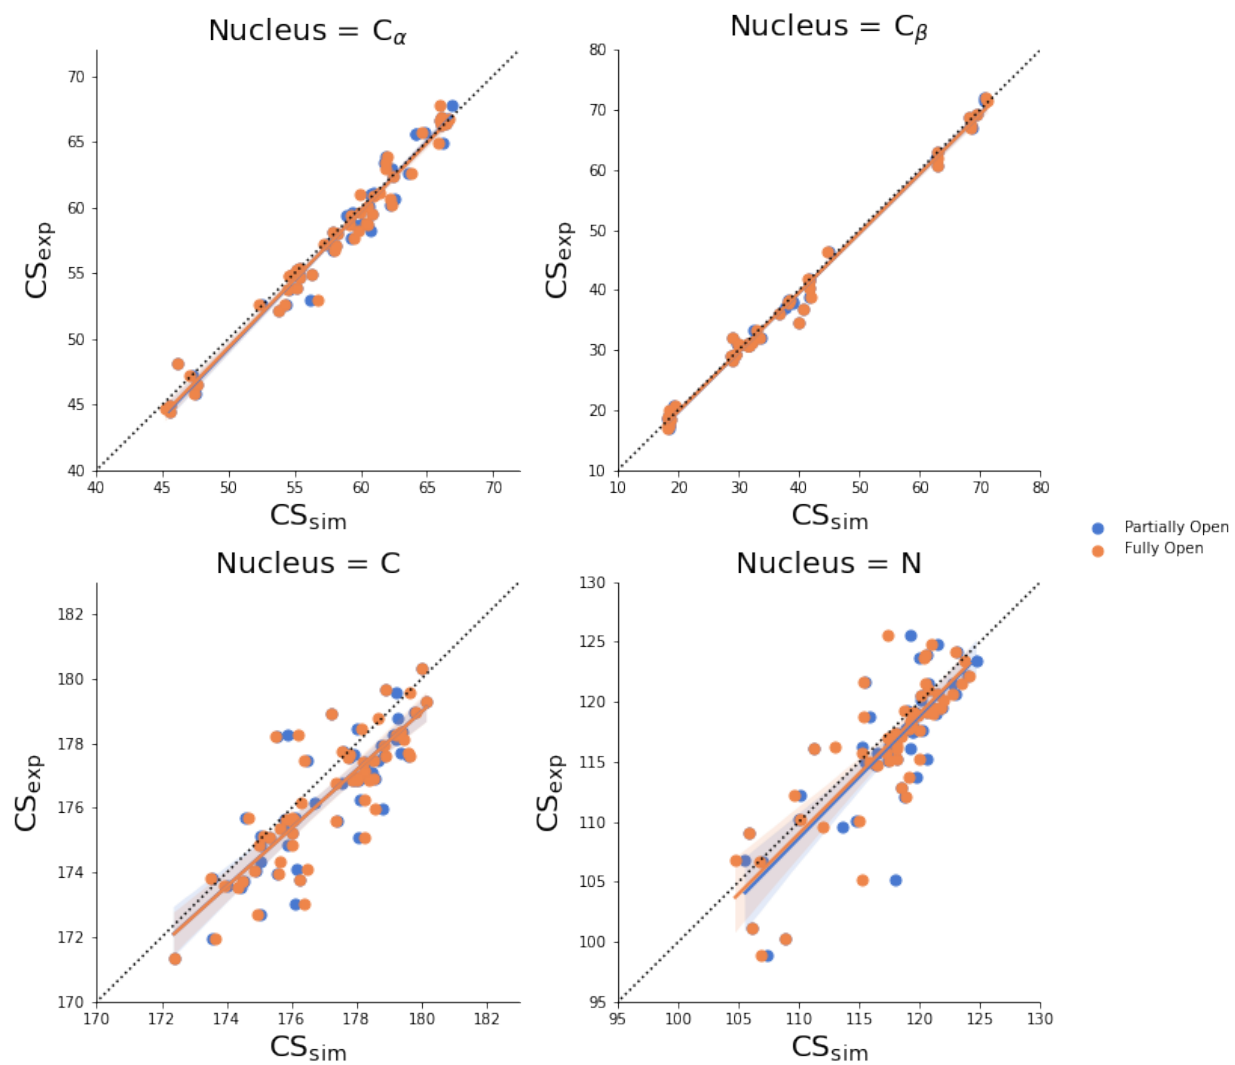 Nucleus = Cα
70
65
60
55
50
45
40
CSexp
40 45 50 55 60 65 70
CSsim
Nucleus = Cβ
80
70
60
50
40
30
20
10
CSexp
10 20 30 40 50 60 70 80
CSsim
Partially Open
Fully Open
Nucleus = C
182
180
178
176
174
172
170
CSexp
170 172 174 176 178 180 182
CSsim
Nucleus = N
130
125
120
115
110
105
100
95
CSexp
95 100 105 110 115 120 125 130
CSsim